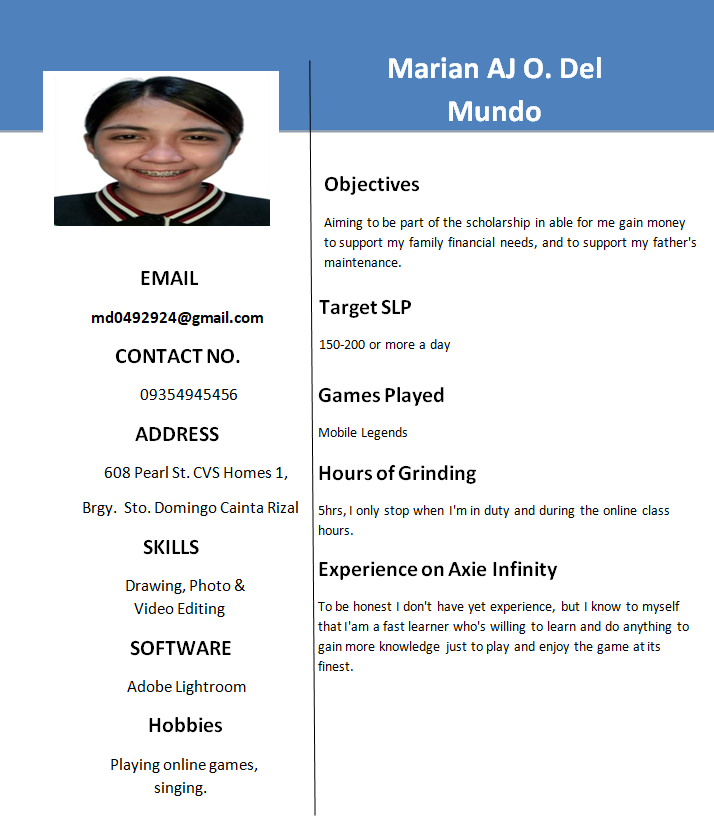 Marian AJ O. Del
Mundo
EMAIL
md0492924@gmail.com
CONTACT NO.
09354945456
ADDRESS
608 Pearl St. CVS Homes 1,
Brgy. Sto. Domingo Cainta Rizal
SKILLS
Drawing, Photo &
Video Editing
SOFTWARE
Adobe Lightroom
Hobbies
Playing online games,
singing.
Objectives
Aiming to be part of the scholarship in able for me gain money
to support my family financial needs, and to support my father's
maintenance.
Target SLP
150-200 or more a day
Games Played
Mobile Legends
Hours of Grinding
5hrs, I only stop when I'm in duty and during the online class
hours.
Experience on Axie Infinity
To be honest I don't have yet experience, but I know to myself
that I'am a fast learner who's willing to learn and do anything to
gain more knowledge just to play and enjoy the game at its
finest.